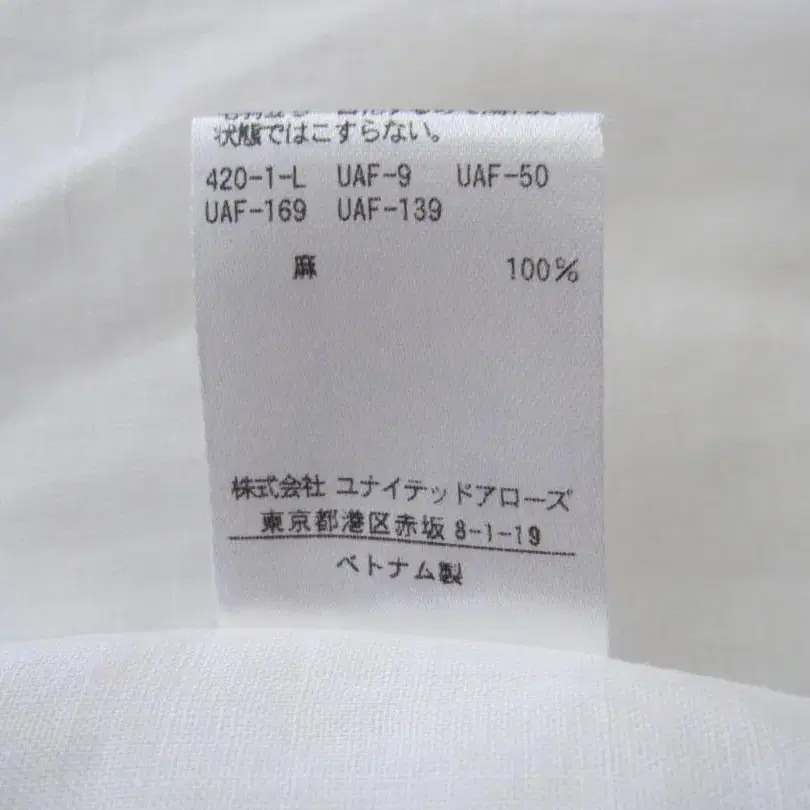 状態ではこすらない。
420-1-L UAF-9 UAF-50
UAF-169 UAF-139
麻 100%
株式会社 ユナイテッドアローズ
東京都港区赤坂 8-1-19
ベトナム製